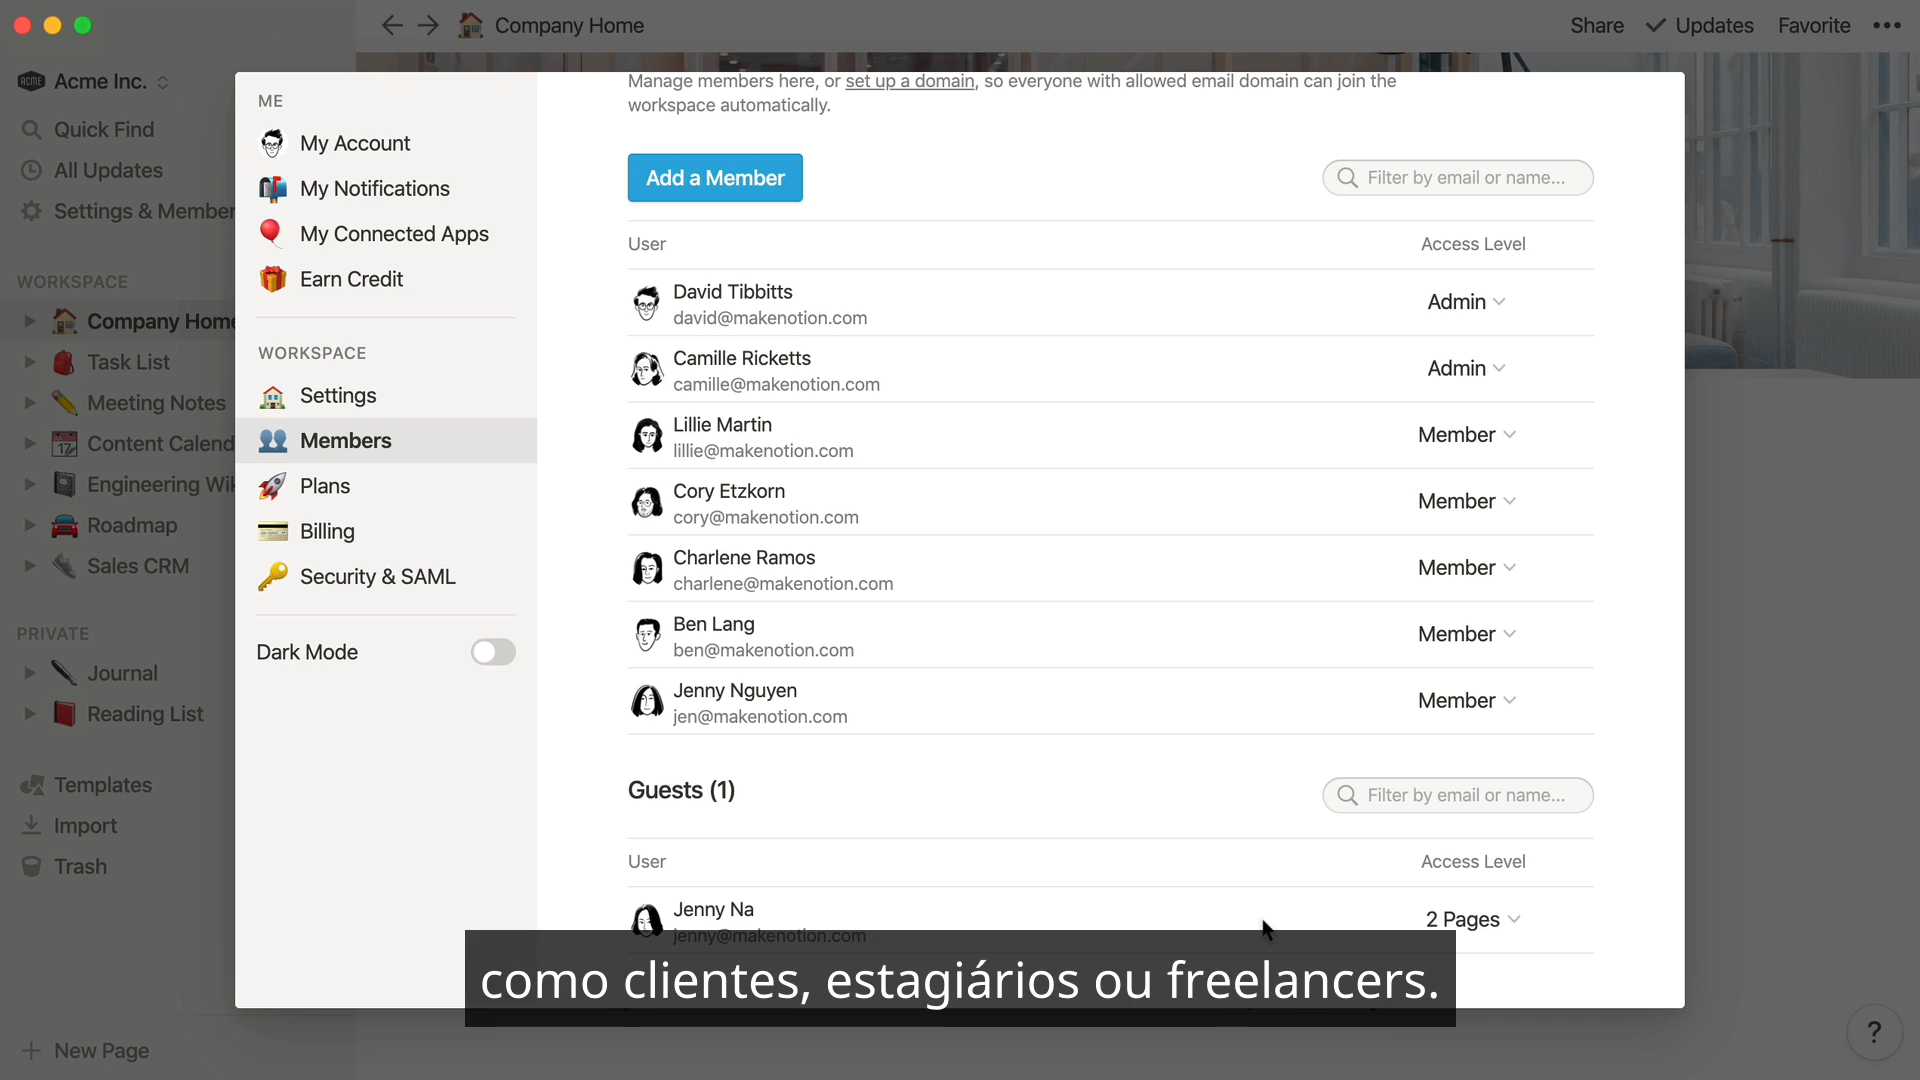 Company Home
Share
Updates
Favorite
ACME
Acme Inc.
Quick Find
All Updates
Settings & Member
WORKSPACE
Company Home
Task List
Meeting Notes
17
Content Calend
Engineering Wik
Roadmap
Sales CRM
PRIVATE
Journal
Reading List
Templates
Import
Trash
New Page
ME
My Account
My Notifications
My Connected Apps
Earn Credit
WORKSPACE
Settings
Members
Plans
Billing
Security & SAML
Dark Mode
Manage members here, or set up a domain, so everyone with allowed email domain can join the
workspace automatically.
Add a Member
Filter by email or name...
User
Access Level
David Tibbitts
david@makenotion.com
Admin
Camille Ricketts
camille@makenotion.com
Admin
Lillie Martin
lillie@makenotion.com
Member
Cory Etzkorn
cory@makenotion.com
Member
Charlene Ramos
charlene@makenotion.com
Member
Ben Lang
ben@makenotion.com
Member
Jenny Nguyen
jen@makenotion.com
Member
Guests (1)
Filter by email or name...
User
Access Level
Jenny Na
jenny@makenotion.com
2 Pages
como clientes, estagiários ou freelancers.
?